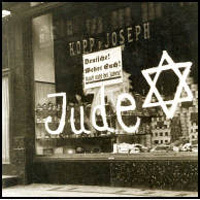 KOPP & JOSEPH
Deutsche!
Wehrt Euch!
Kauft nicht bei Juden!
Jude